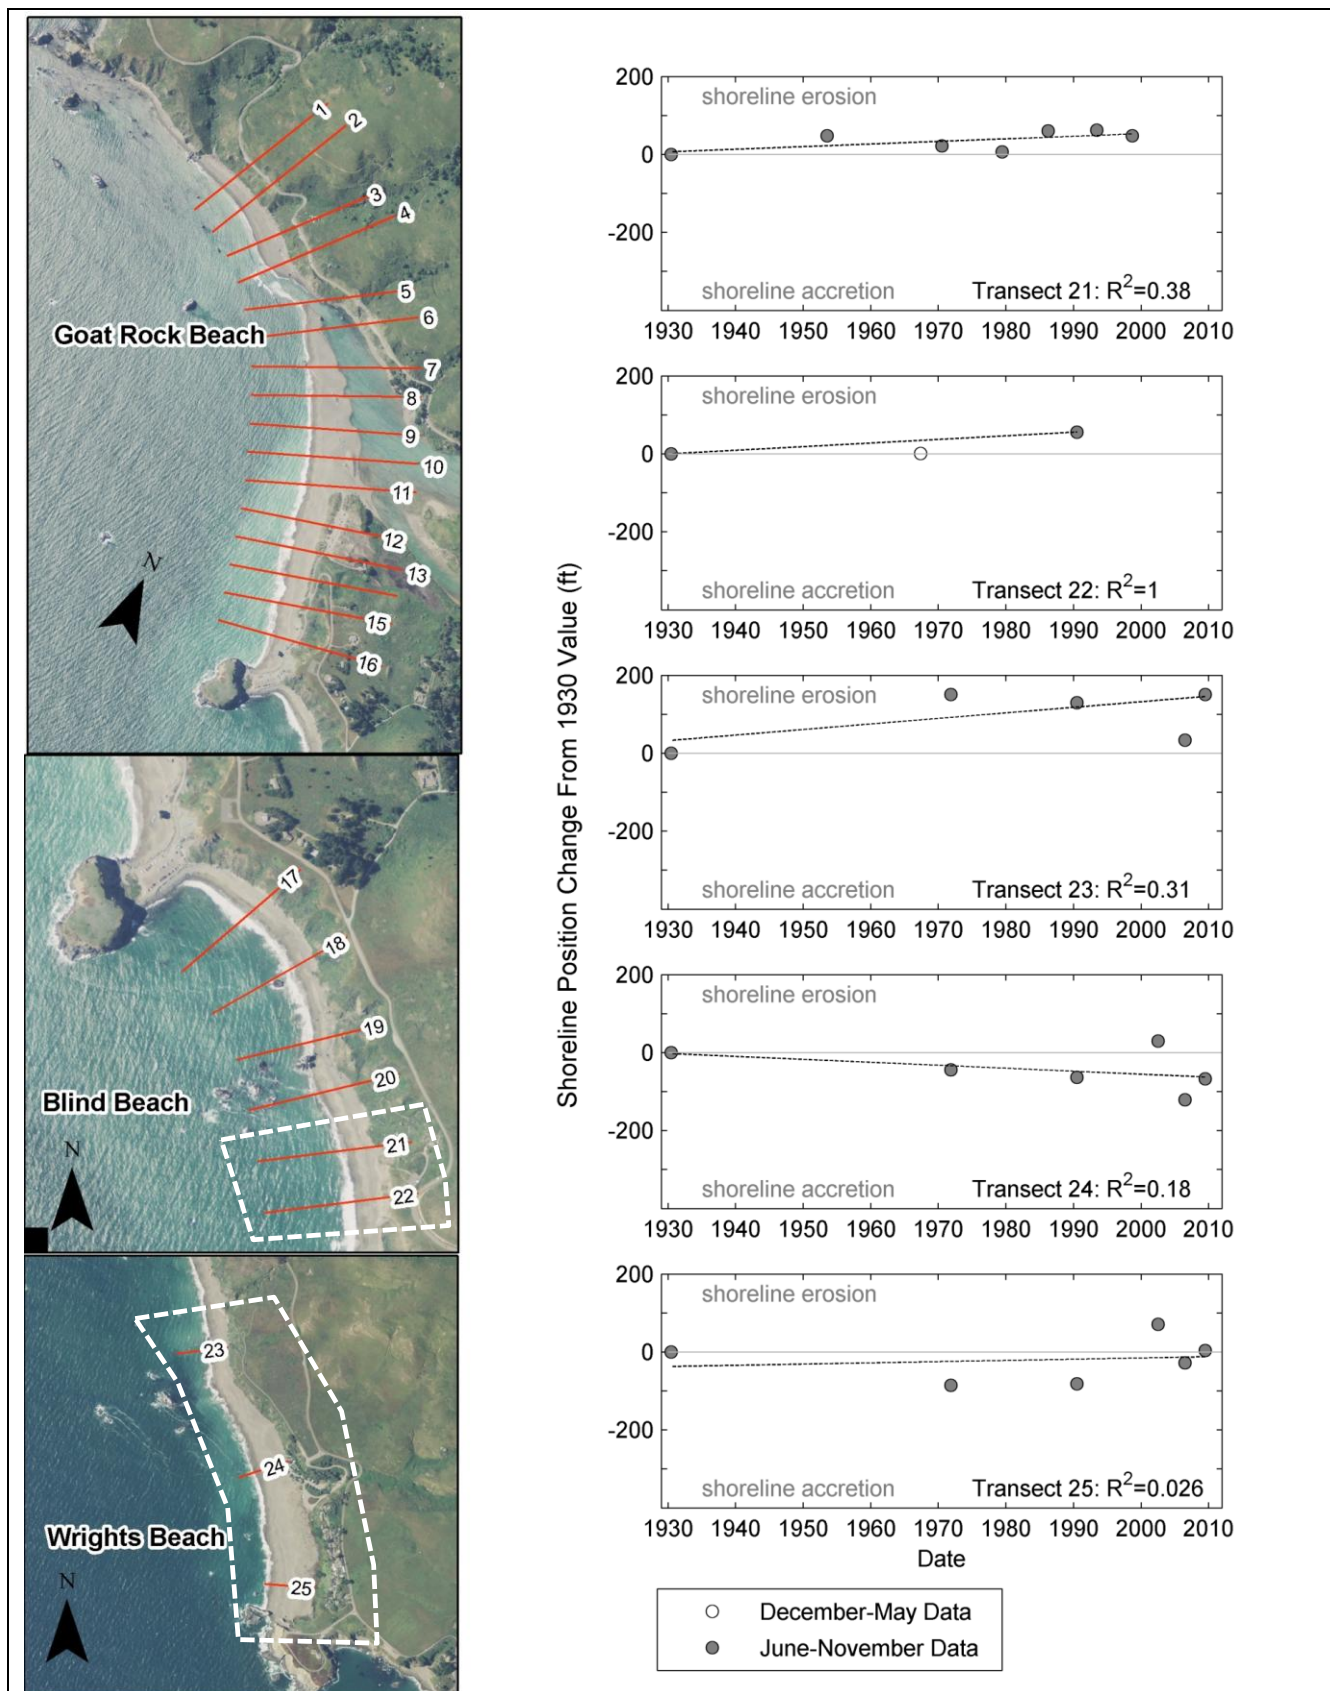 1
2
3
4
5
6
7
8
9
10
11
12
13
15
16
Goat Rock Beach
N
17
18
19
20
21
22
Blind Beach
N
23
24
25
Wrights Beach
N
Shoreline Position Change From 1930 Value (ft)
200
shoreline erosion
0
-200
shoreline accretion Transect 21: R²=0.38
1930 1940 1950 1960 1970 1980 1990 2000 2010
200
shoreline erosion
0
-200
shoreline accretion Transect 22: R²=1
1930 1940 1950 1960 1970 1980 1990 2000 2010
200
shoreline erosion
0
-200
shoreline accretion Transect 23: R²=0.31
1930 1940 1950 1960 1970 1980 1990 2000 2010
200
shoreline erosion
0
-200
shoreline accretion Transect 24: R²=0.18
1930 1940 1950 1960 1970 1980 1990 2000 2010
200
shoreline erosion
0
-200
shoreline accretion Transect 25: R²=0.026
1930 1940 1950 1960 1970 1980 1990 2000 2010
Date
December-May Data
June-November Data